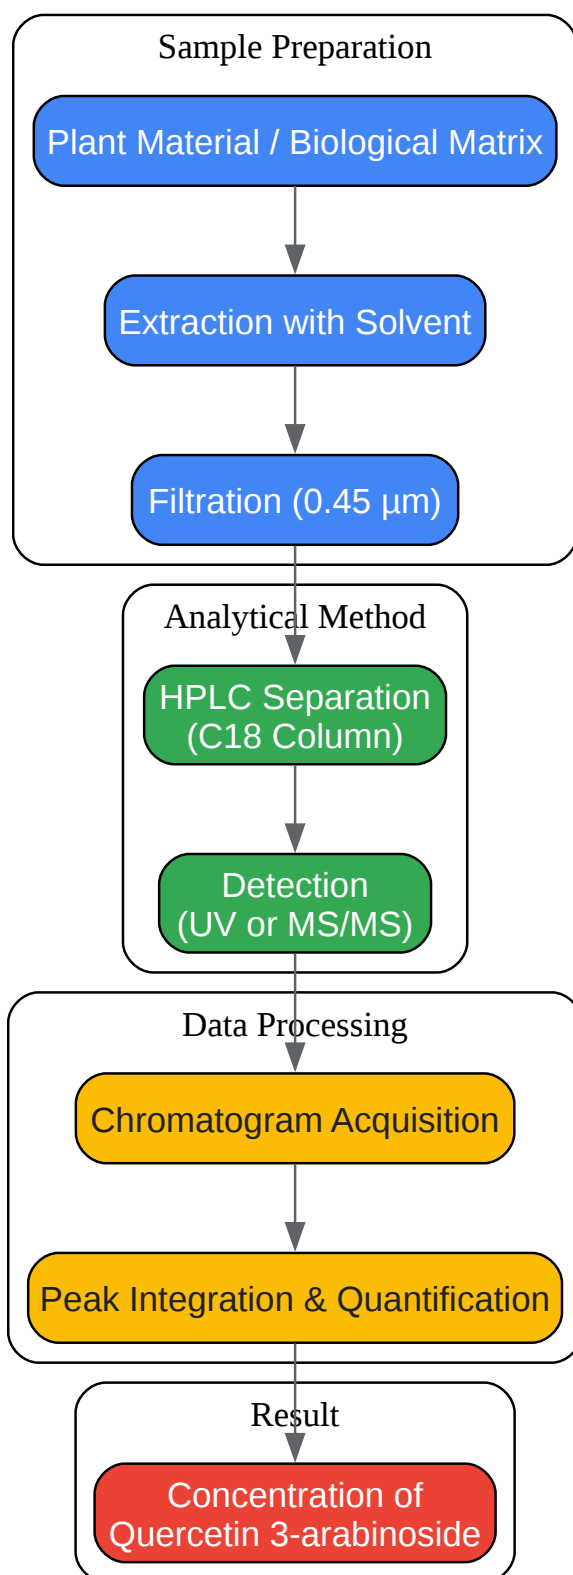 Sample Preparation
Plant Material / Biological Matrix
Extraction with Solvent
Filtration (0.45 µm)
Analytical Method
HPLC Separation
(C18 Column)
Detection
(UV or MS/MS)
Data Processing
Chromatogram Acquisition
Peak Integration & Quantification
Result
Concentration of
Quercetin 3-arabinoside